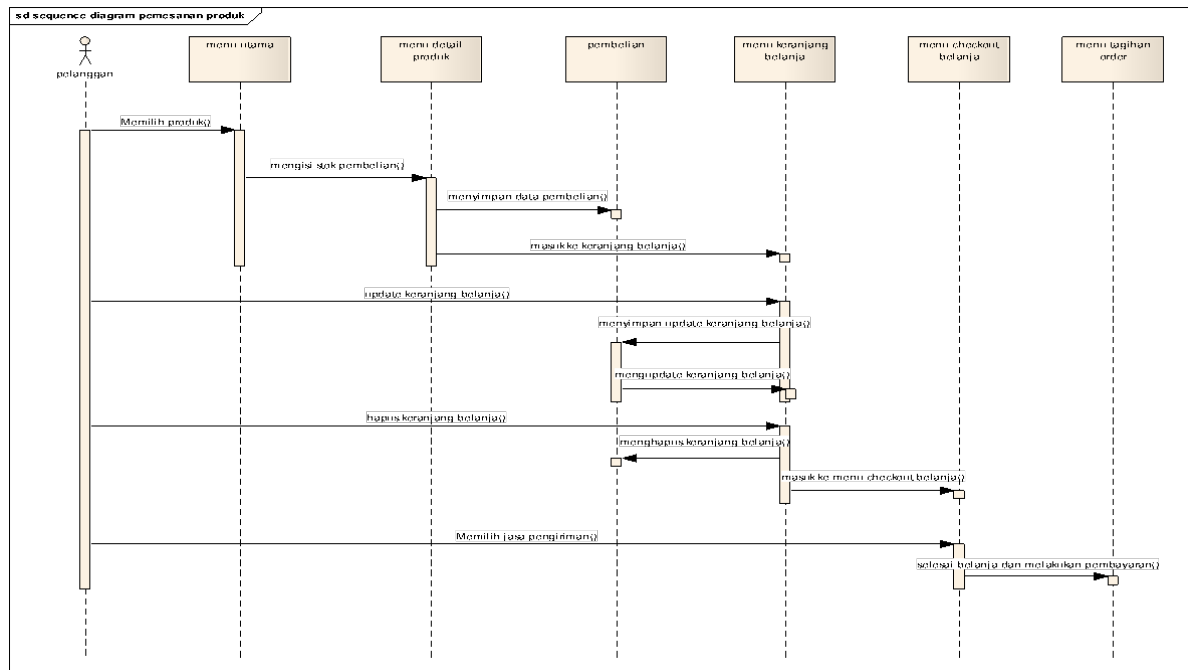 sd sequence diagram pemesanan produk
pelanggan
menu utama
menu detail
produk
pembelian
menu keranjang
belanja
menu checkout
belanja
menu tagihan
order
Memilih produk()
mengisi stok pembelian()
menyimpan data pembelian()
masuk ke keranjang belanja()
update keranjang belanja()
menyimpan update keranjang belanja()
mengupdate keranjang belanja()
hapus keranjang belanja()
menghapus keranjang belanja()
masuk ke menu checkout belanja()
Memilih jasa pengiriman()
selesai belanja dan melakukan pembayaran()